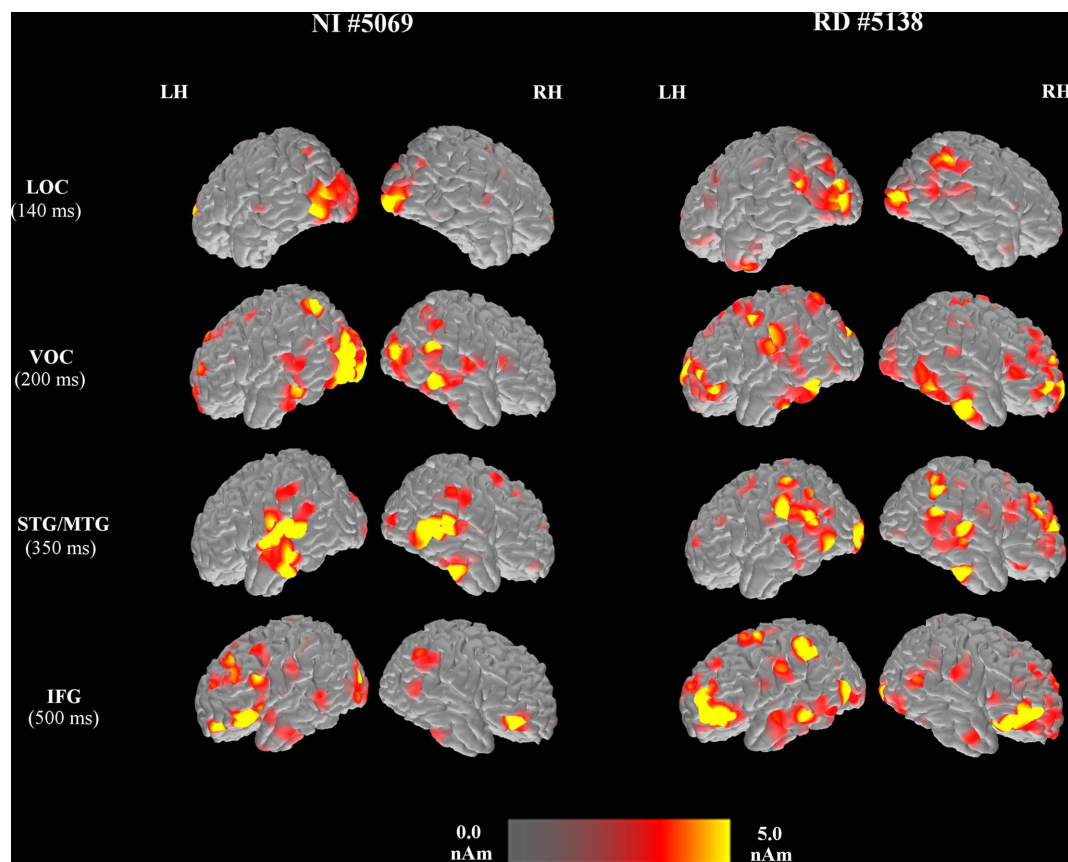 NI #5069
RD #5138
LH
RH
LH
RH
LOC
(140 ms)
VOC
(200 ms)
STG/MTG
(350 ms)
IFG
(500 ms)
0.0
nAm
5.0
nAm